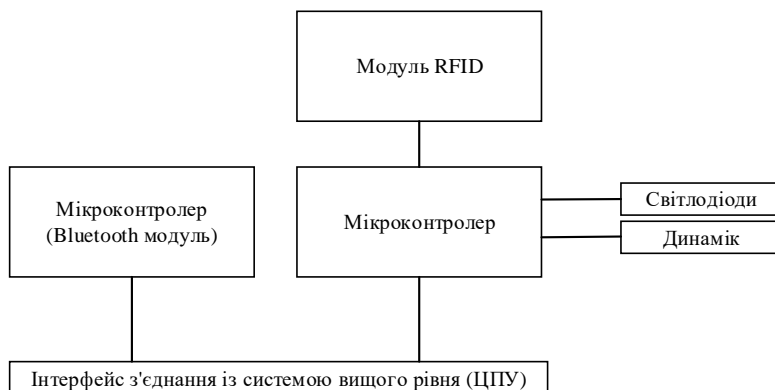 Модуль RFID
Мікроконтролер
(Bluetooth модуль)
Мікроконтролер
Світлодіоди
Динамік
Інтерфейс з'єднання із системою вищого рівня (ЦПУ)